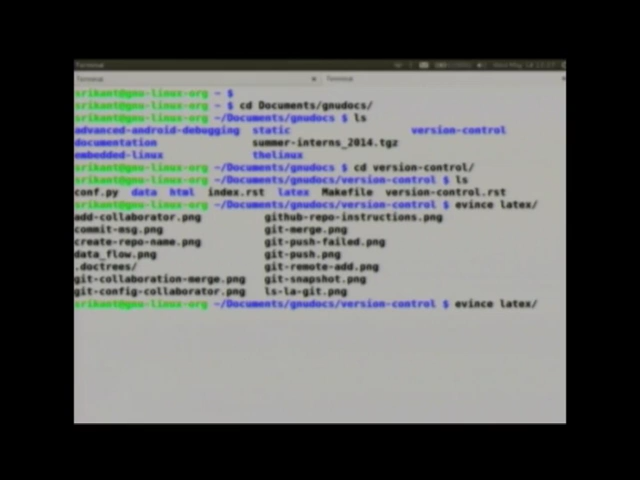 Terminal
Terminal Terminal
srikant@gnu-linux-org ~ $
srikant@gnu-linux-org ~ $ cd Documents/gnudocs/
srikant@gnu-linux-org ~/Documents/gnudocs $ ls
advanced-android-debugging static version-control
documentation summer-interns_2014.tgz
embedded-linux tholinux
srikant@gnu-linux-org ~/Documents/gnudocs $ cd version-control/
srikant@gnu-linux-org ~/Documents/gnudocs/version-control $ ls
conf.py data html index.rst latex Makefile version-control.rst
srikant@gnu-linux-org ~/Documents/gnudocs/version-control $ evince latex/
add-collaborator.png github-repo-instructions.png
commit-msg.png git-merge.png
create-repo-name.png git-push-failed.png
data_flow.png git-push.png
.doctrees/ git-remote-add.png
git-collaboration-merge.png git-snapshot.png
git-config-collaborator.png ls-la-git.png
srikant@gnu-linux-org ~/Documents/gnudocs/version-control $ evince latex/